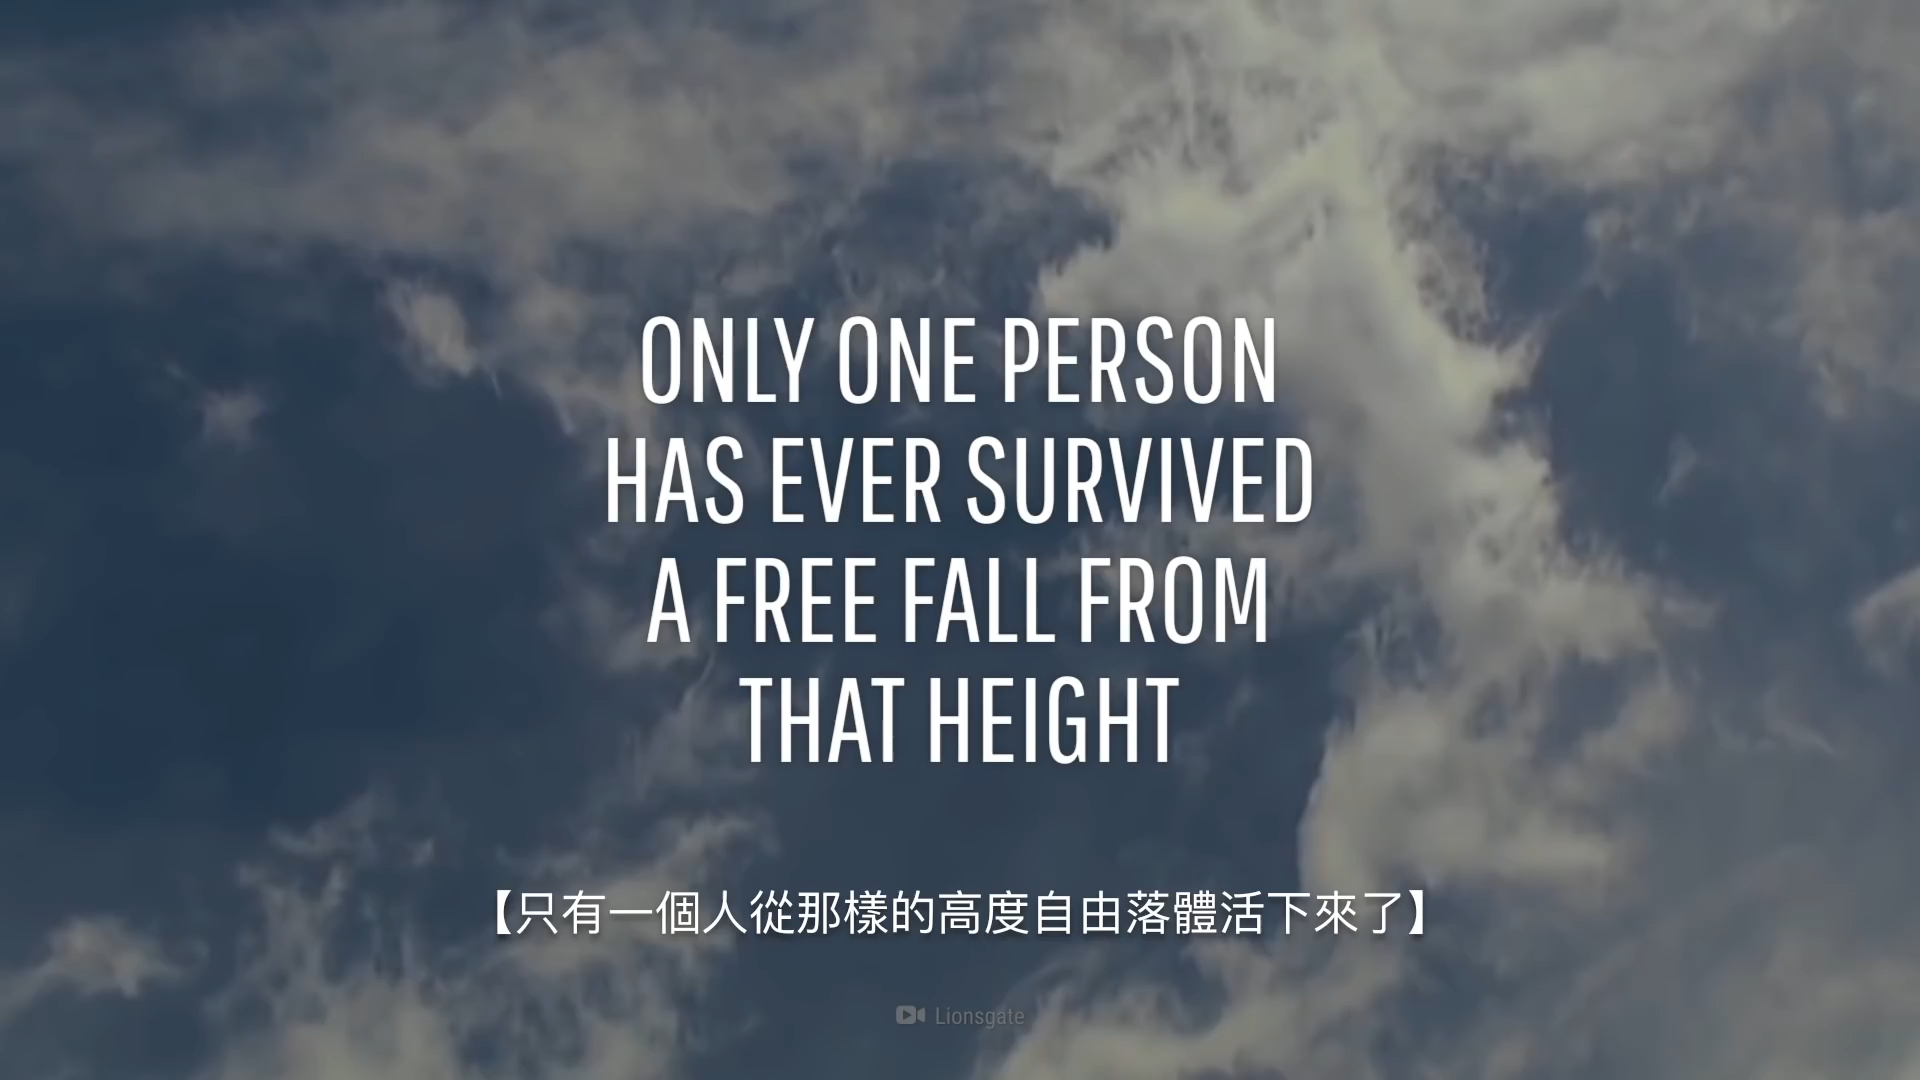 ONLY ONE PERSON
HAS EVER SURVIVED
A FREE FALL FROM
THAT HEIGHT
【只有一個人從那樣的高度自由落體活下來了】
Lionsgate